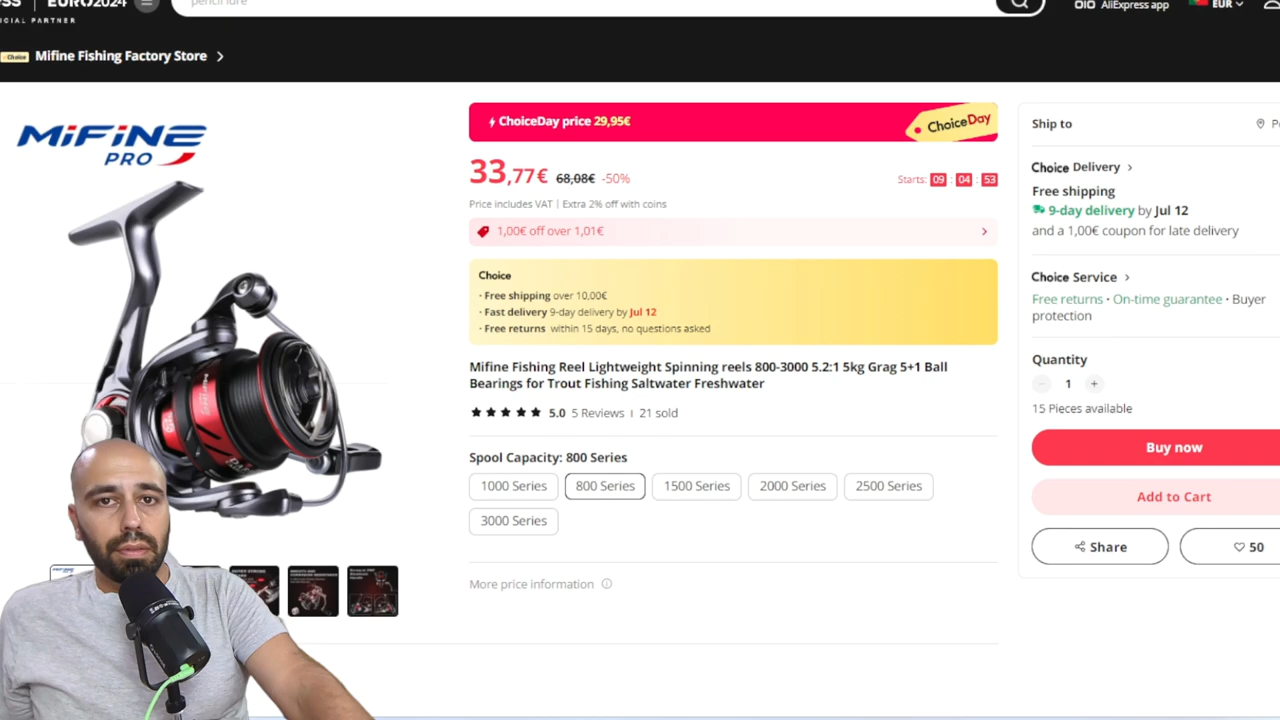 EURO2024
OFFICIAL PARTNER
pencil lure
AliExpress app
EUR
Choice
Mifine Fishing Factory Store
MiFiNE
PRO
ChoiceDay price 29,95€
ChoiceDay
33,77€ 68,08€ -50%
Starts: 09 : 04 : 53
Price includes VAT | Extra 2% off with coins
1,00€ off over 1,01€
Choice
· Free shipping over 10,00€
· Fast delivery 9-day delivery by Jul 12
· Free returns within 15 days, no questions asked
Mifine Fishing Reel Lightweight Spinning reels 800-3000 5.2:1 5kg Grag 5+1 Ball
Bearings for Trout Fishing Saltwater Freshwater
5.0 5 Reviews | 21 sold
Spool Capacity: 800 Series
1000 Series
800 Series
1500 Series
2000 Series
2500 Series
3000 Series
More price information
Ship to
Choice Delivery
Free shipping
9-day delivery by Jul 12
and a 1,00€ coupon for late delivery
Choice Service
Free returns · On-time guarantee · Buyer
protection
Quantity
1
15 Pieces available
Buy now
Add to Cart
Share
50